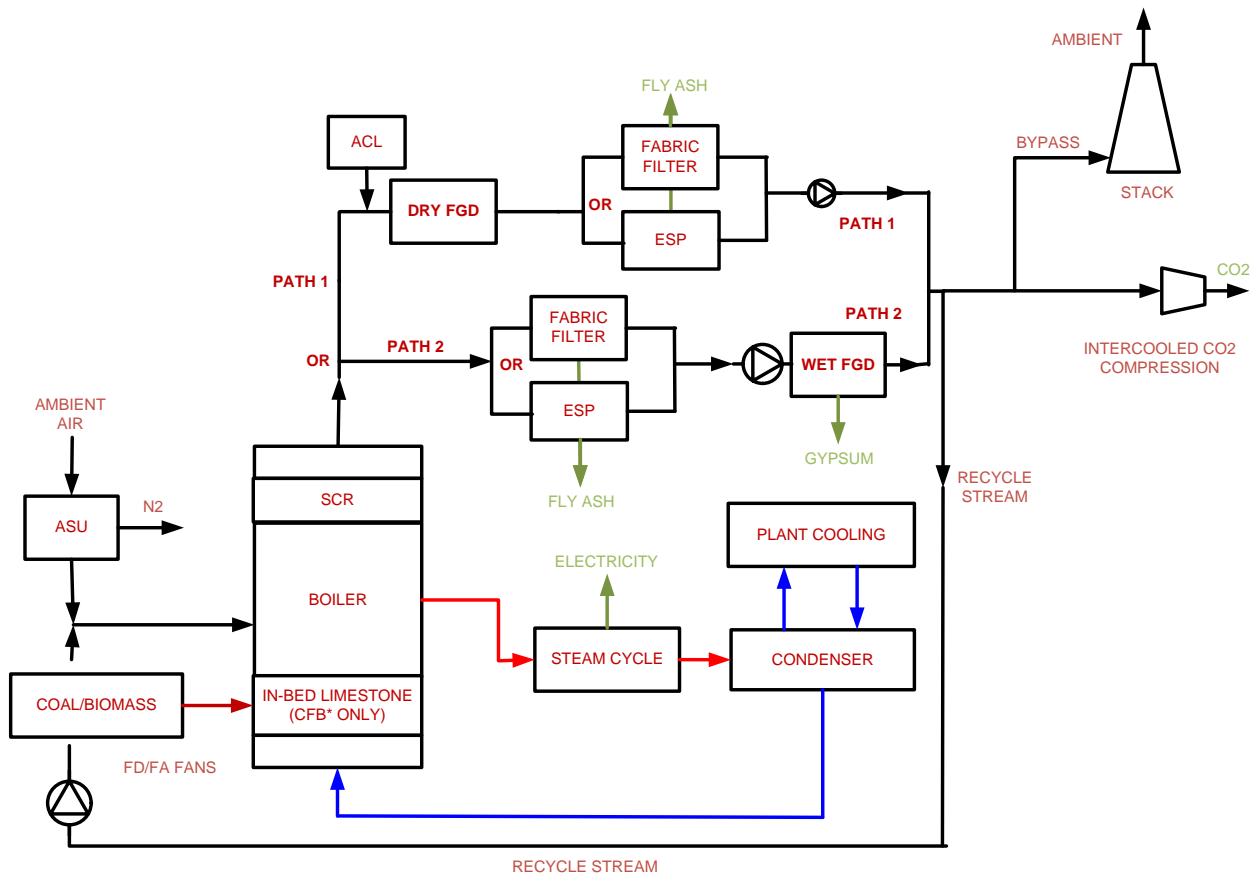 AMBIENT
FLY ASH
ACL
FABRIC
FILTER
BYPASS
STACK
DRY FGD
OR
ESP
PATH 1
PATH 1
CO2
PATH 2
FABRIC
FILTER
PATH 2
OR
OR
WET FGD
INTERCOOLED CO2
COMPRESSION
ESP
AMBIENT
AIR
GYPSUM
RECYCLE
STREAM
SCR
FLY ASH
N2
ASU
PLANT COOLING
ELECTRICITY
BOILER
STEAM CYCLE
CONDENSER
COAL/BIOMASS
IN-BED LIMESTONE
(CFB* ONLY)
FD/FA FANS
RECYCLE STREAM